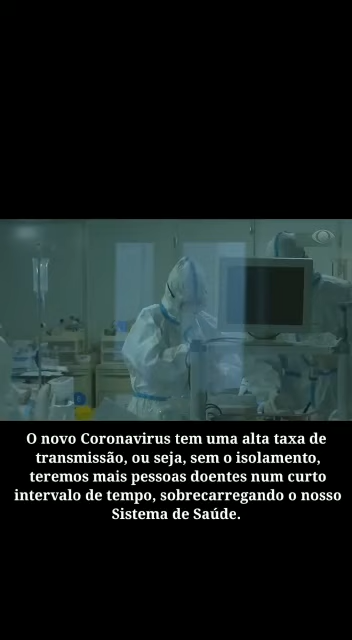 O novo Coronavirus tem uma alta taxa de
transmissão, ou seja, sem o isolamento,
teremos mais pessoas doentes num curto
intervalo de tempo, sobrecarregando o nosso
Sistema de Saúde.